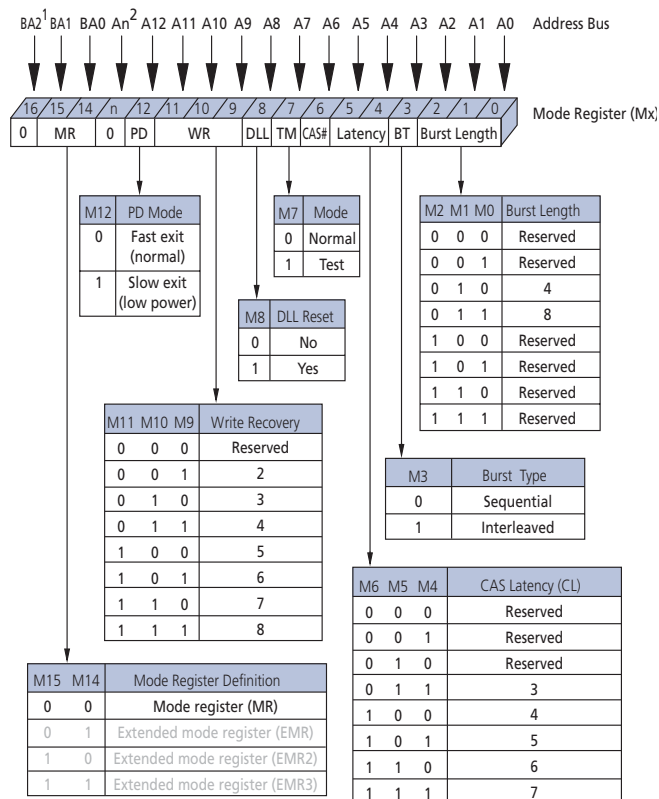 BA2¹ BA1 BA0 An² A12 A11 A10 A9 A8 A7 A6 A5 A4 A3 A2 A1 A0 Address Bus
16 15 14 n 12 11 10 9 8 7 6 5 4 3 2 1 0 Mode Register (Mx)
0 MR 0 PD WR DLL TM CAS# Latency BT Burst Length
M12 PD Mode
0 Fast exit
(normal)
1 Slow exit
(low power)
M7 Mode
0 Normal
1 Test
M2 M1 M0 Burst Length
0 0 0 Reserved
0 0 1 Reserved
0 1 0 4
0 1 1 8
1 0 0 Reserved
1 0 1 Reserved
1 1 0 Reserved
1 1 1 Reserved
M8 DLL Reset
0 No
1 Yes
M11 M10 M9 Write Recovery
0 0 0 Reserved
0 0 1 2
0 1 0 3
0 1 1 4
1 0 0 5
1 0 1 6
1 1 0 7
1 1 1 8
M3 Burst Type
0 Sequential
1 Interleaved
M6 M5 M4 CAS Latency (CL)
0 0 0 Reserved
0 0 1 Reserved
0 1 0 Reserved
0 1 1 3
1 0 0 4
1 0 1 5
1 1 0 6
1 1 1 7
M15 M14 Mode Register Definition
0 0 Mode register (MR)
0 1 Extended mode register (EMR)
1 0 Extended mode register (EMR2)
1 1 Extended mode register (EMR3)